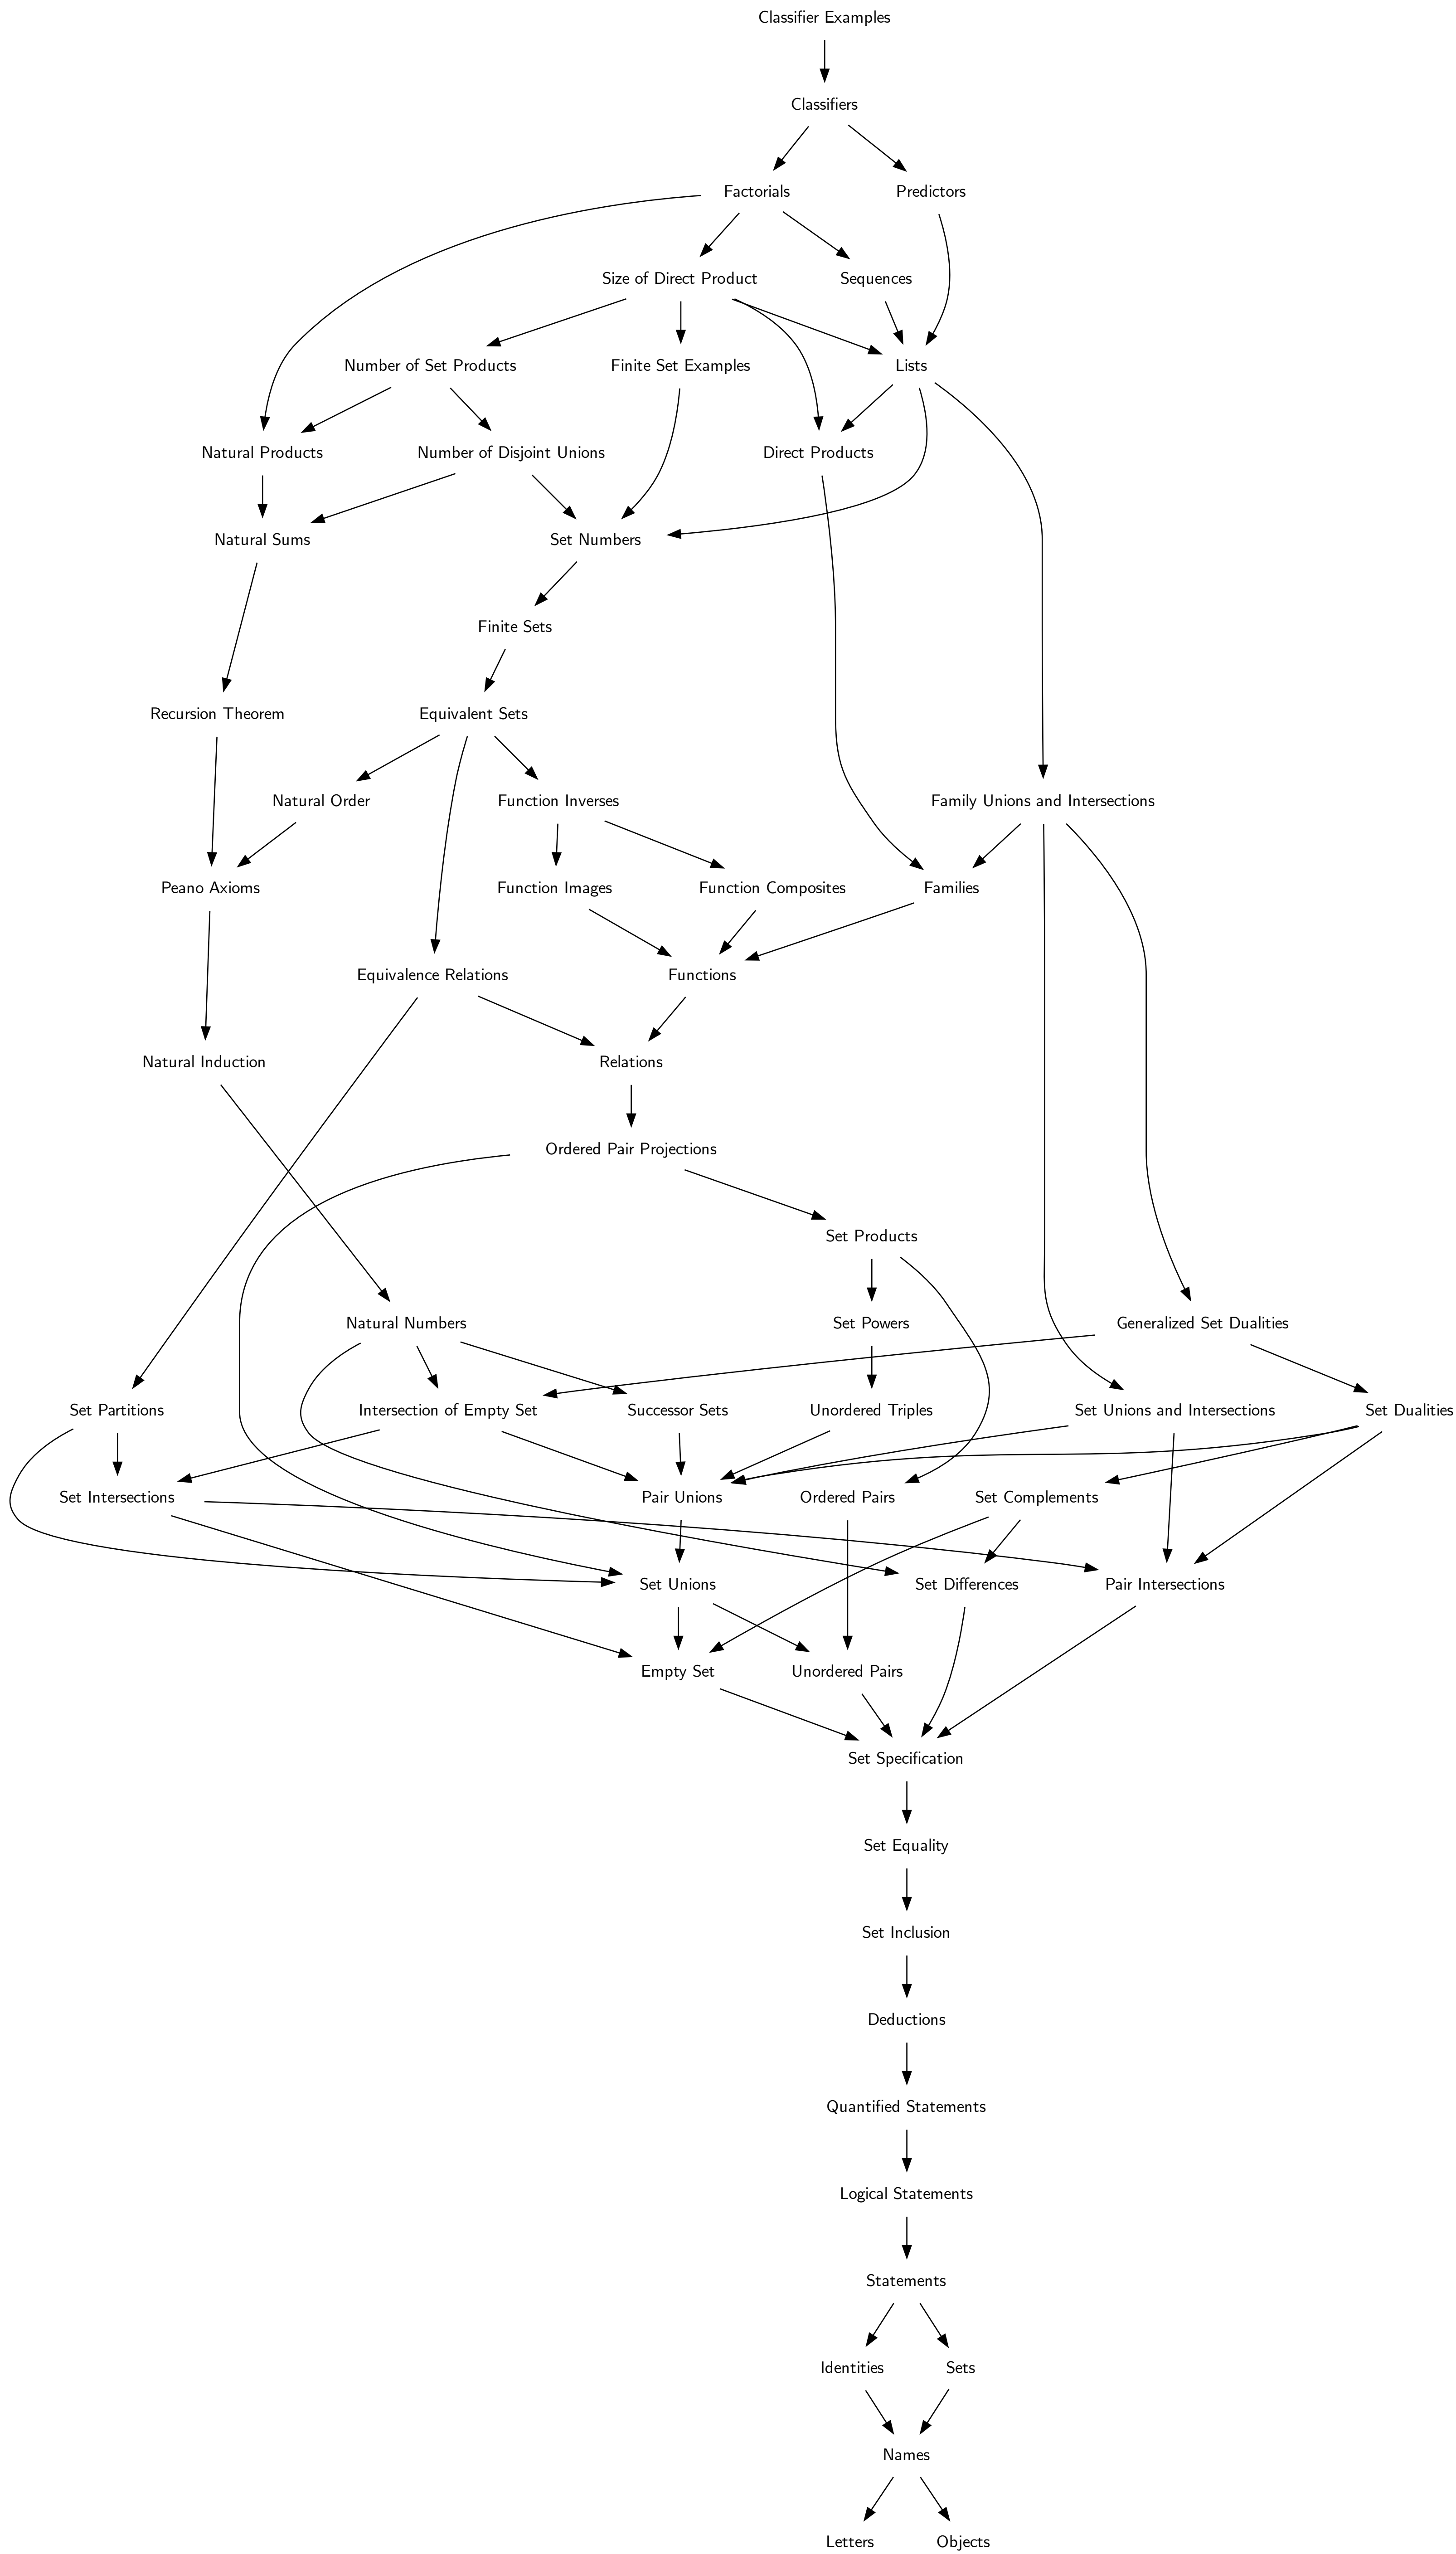 Classifier Examples
Classifiers
Factorials
Predictors
Size of Direct Product
Sequences
Number of Set Products
Finite Set Examples
Lists
Natural Products
Number of Disjoint Unions
Direct Products
Natural Sums
Set Numbers
Finite Sets
Recursion Theorem
Equivalent Sets
Natural Order
Function Inverses
Family Unions and Intersections
Peano Axioms
Function Images
Function Composites
Families
Equivalence Relations
Functions
Natural Induction
Relations
Ordered Pair Projections
Set Products
Natural Numbers
Set Powers
Generalized Set Dualities
Set Partitions
Intersection of Empty Set
Successor Sets
Unordered Triples
Set Unions and Intersections
Set Dualities
Set Intersections
Pair Unions
Ordered Pairs
Set Complements
Set Unions
Set Differences
Pair Intersections
Empty Set
Unordered Pairs
Set Specification
Set Equality
Set Inclusion
Deductions
Quantified Statements
Logical Statements
Statements
Identities
Sets
Names
Letters
Objects